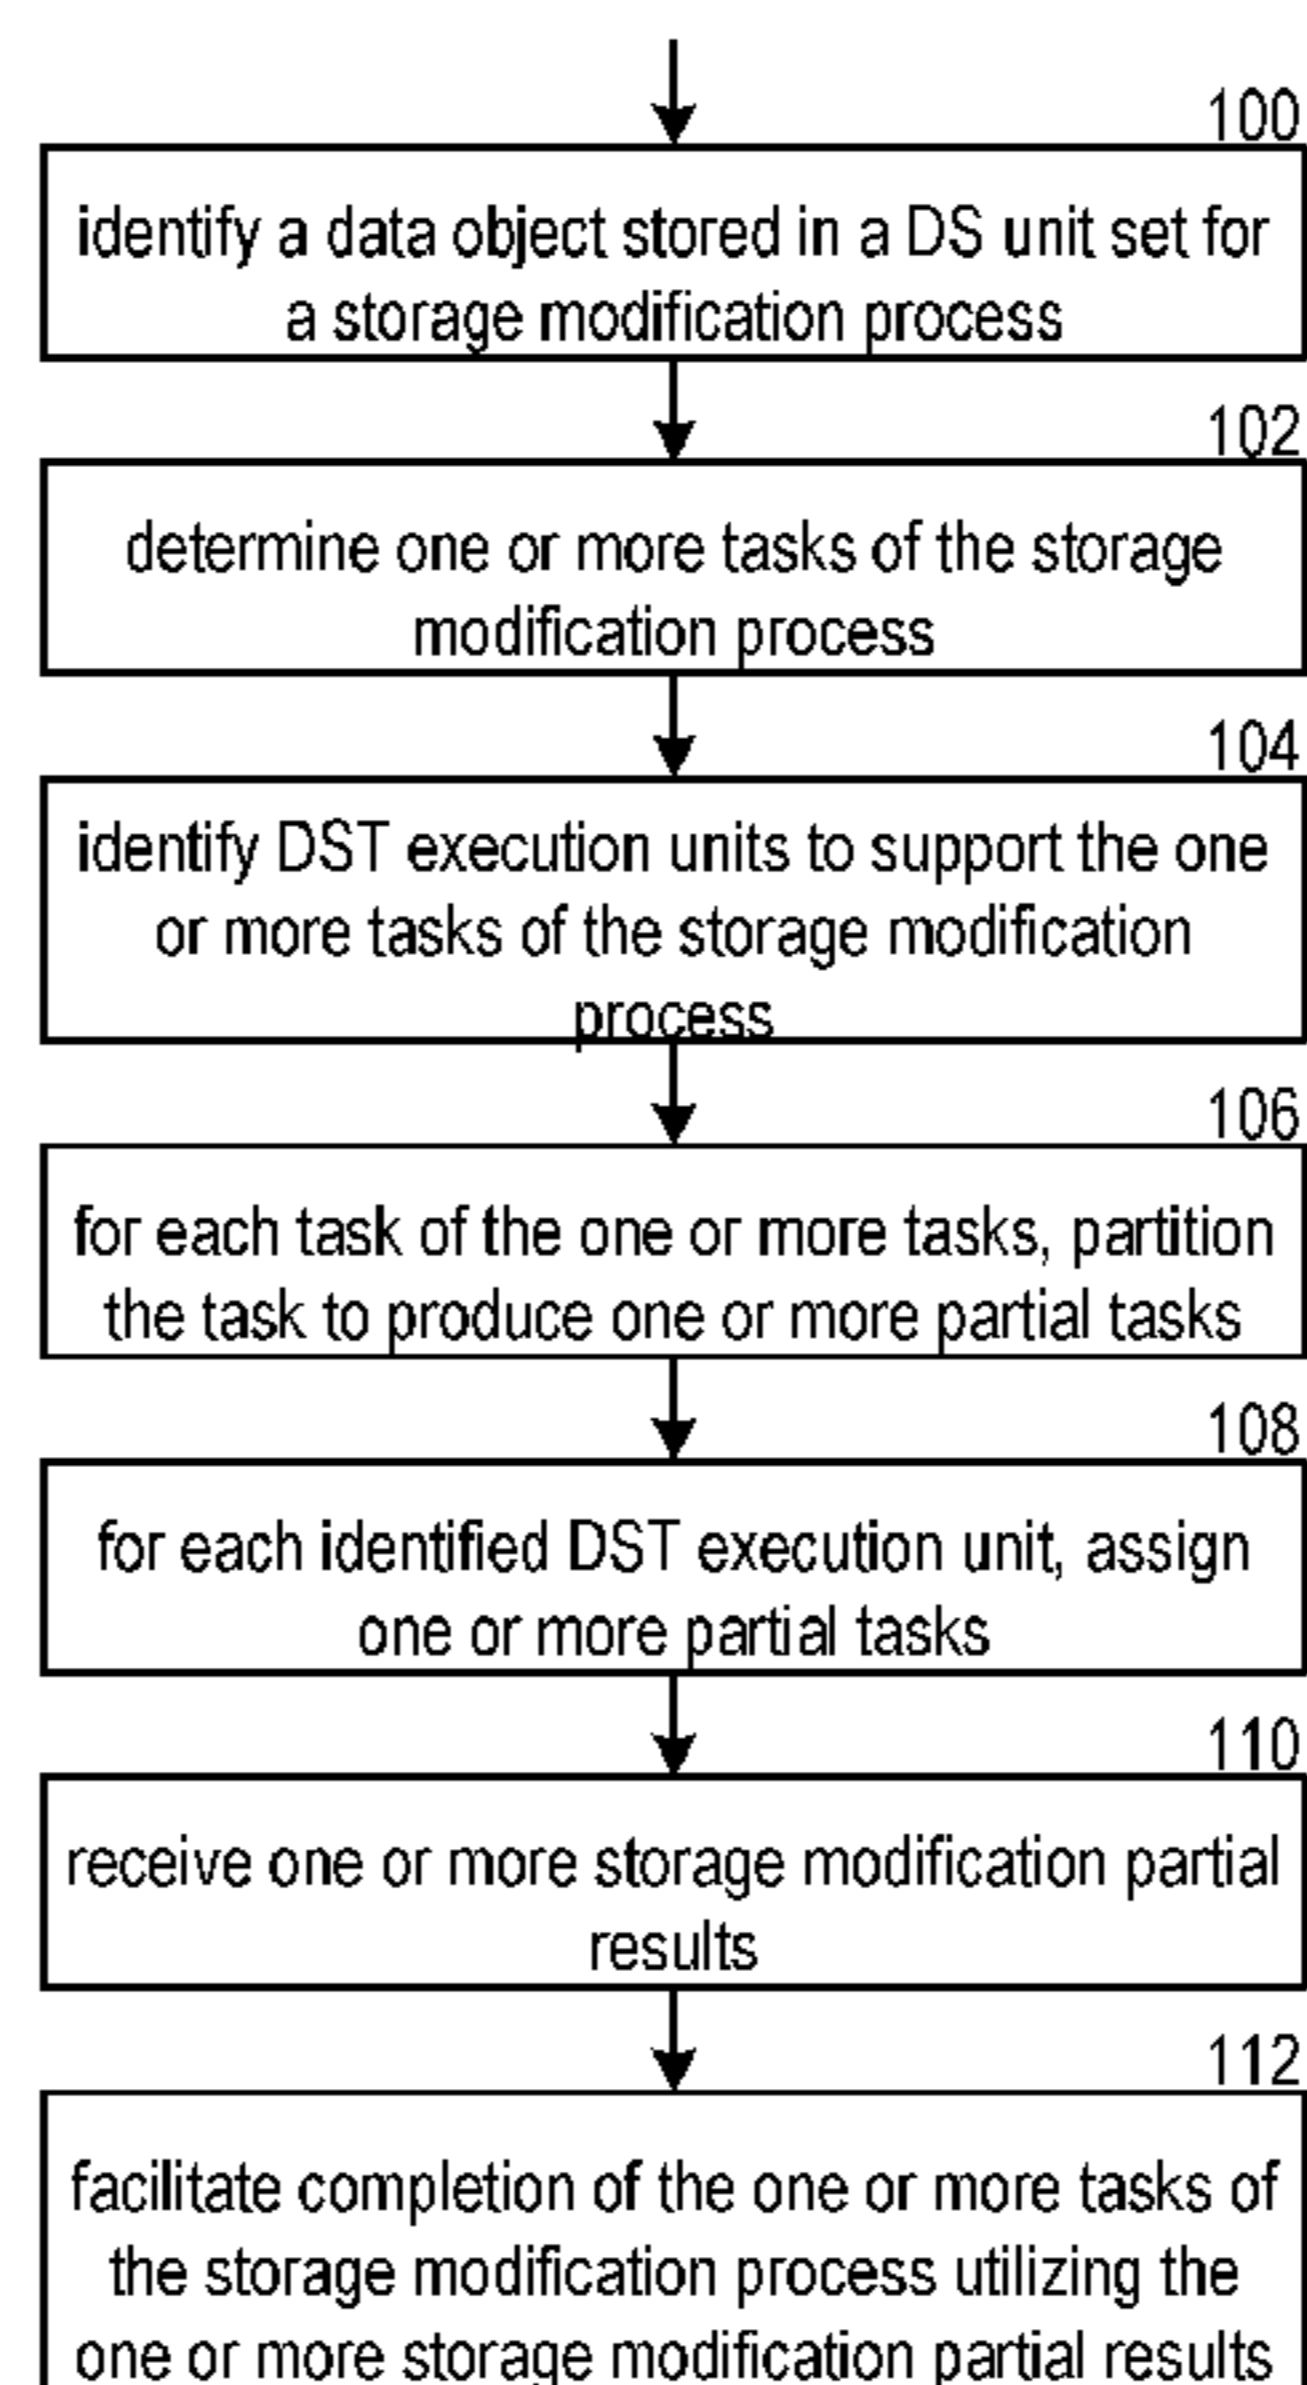 100
identify a data object stored in a DS unit set for
a storage modification process
102
determine one or more tasks of the storage
modification process
104
identify DST execution units to support the one
or more tasks of the storage modification
process
106
for each task of the one or more tasks, partition
the task to produce one or more partial tasks
108
for each identified DST execution unit, assign
one or more partial tasks
110
receive one or more storage modification partial
results
112
facilitate completion of the one or more tasks of
the storage modification process utilizing the
one or more storage modification partial results